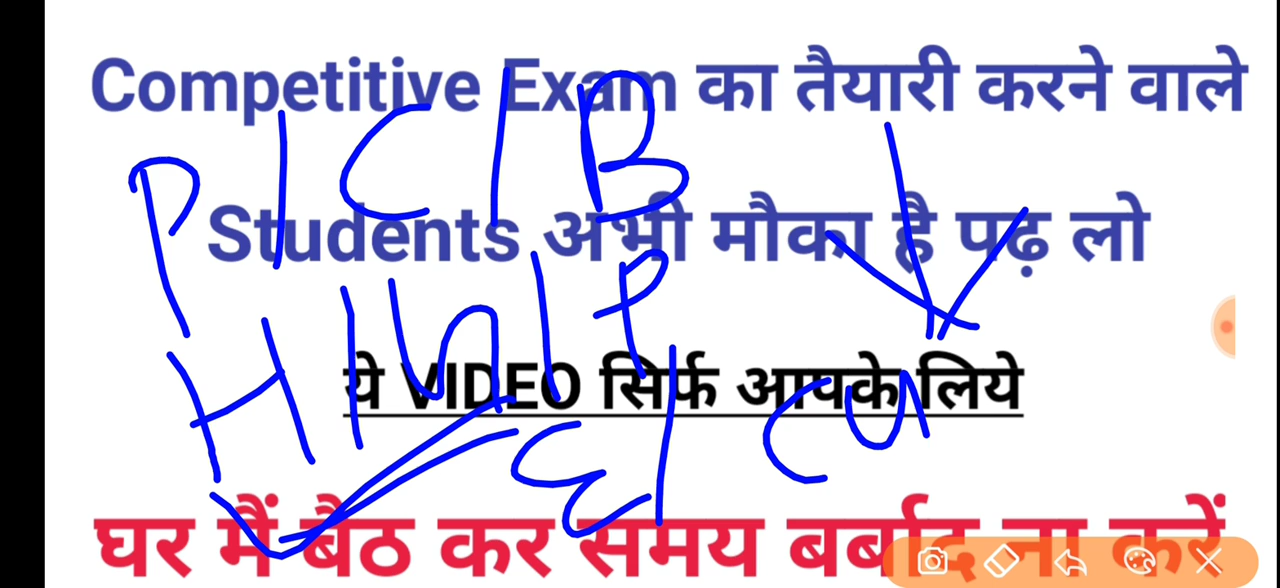 Competitive Exam का तैयारी करने वाले
P | C | B
Students अभी मौका है पढ़ लो
ये VIDEO सिर्फ आपके लिये
घर मैं बैठ कर समय बर्बाद ना करें